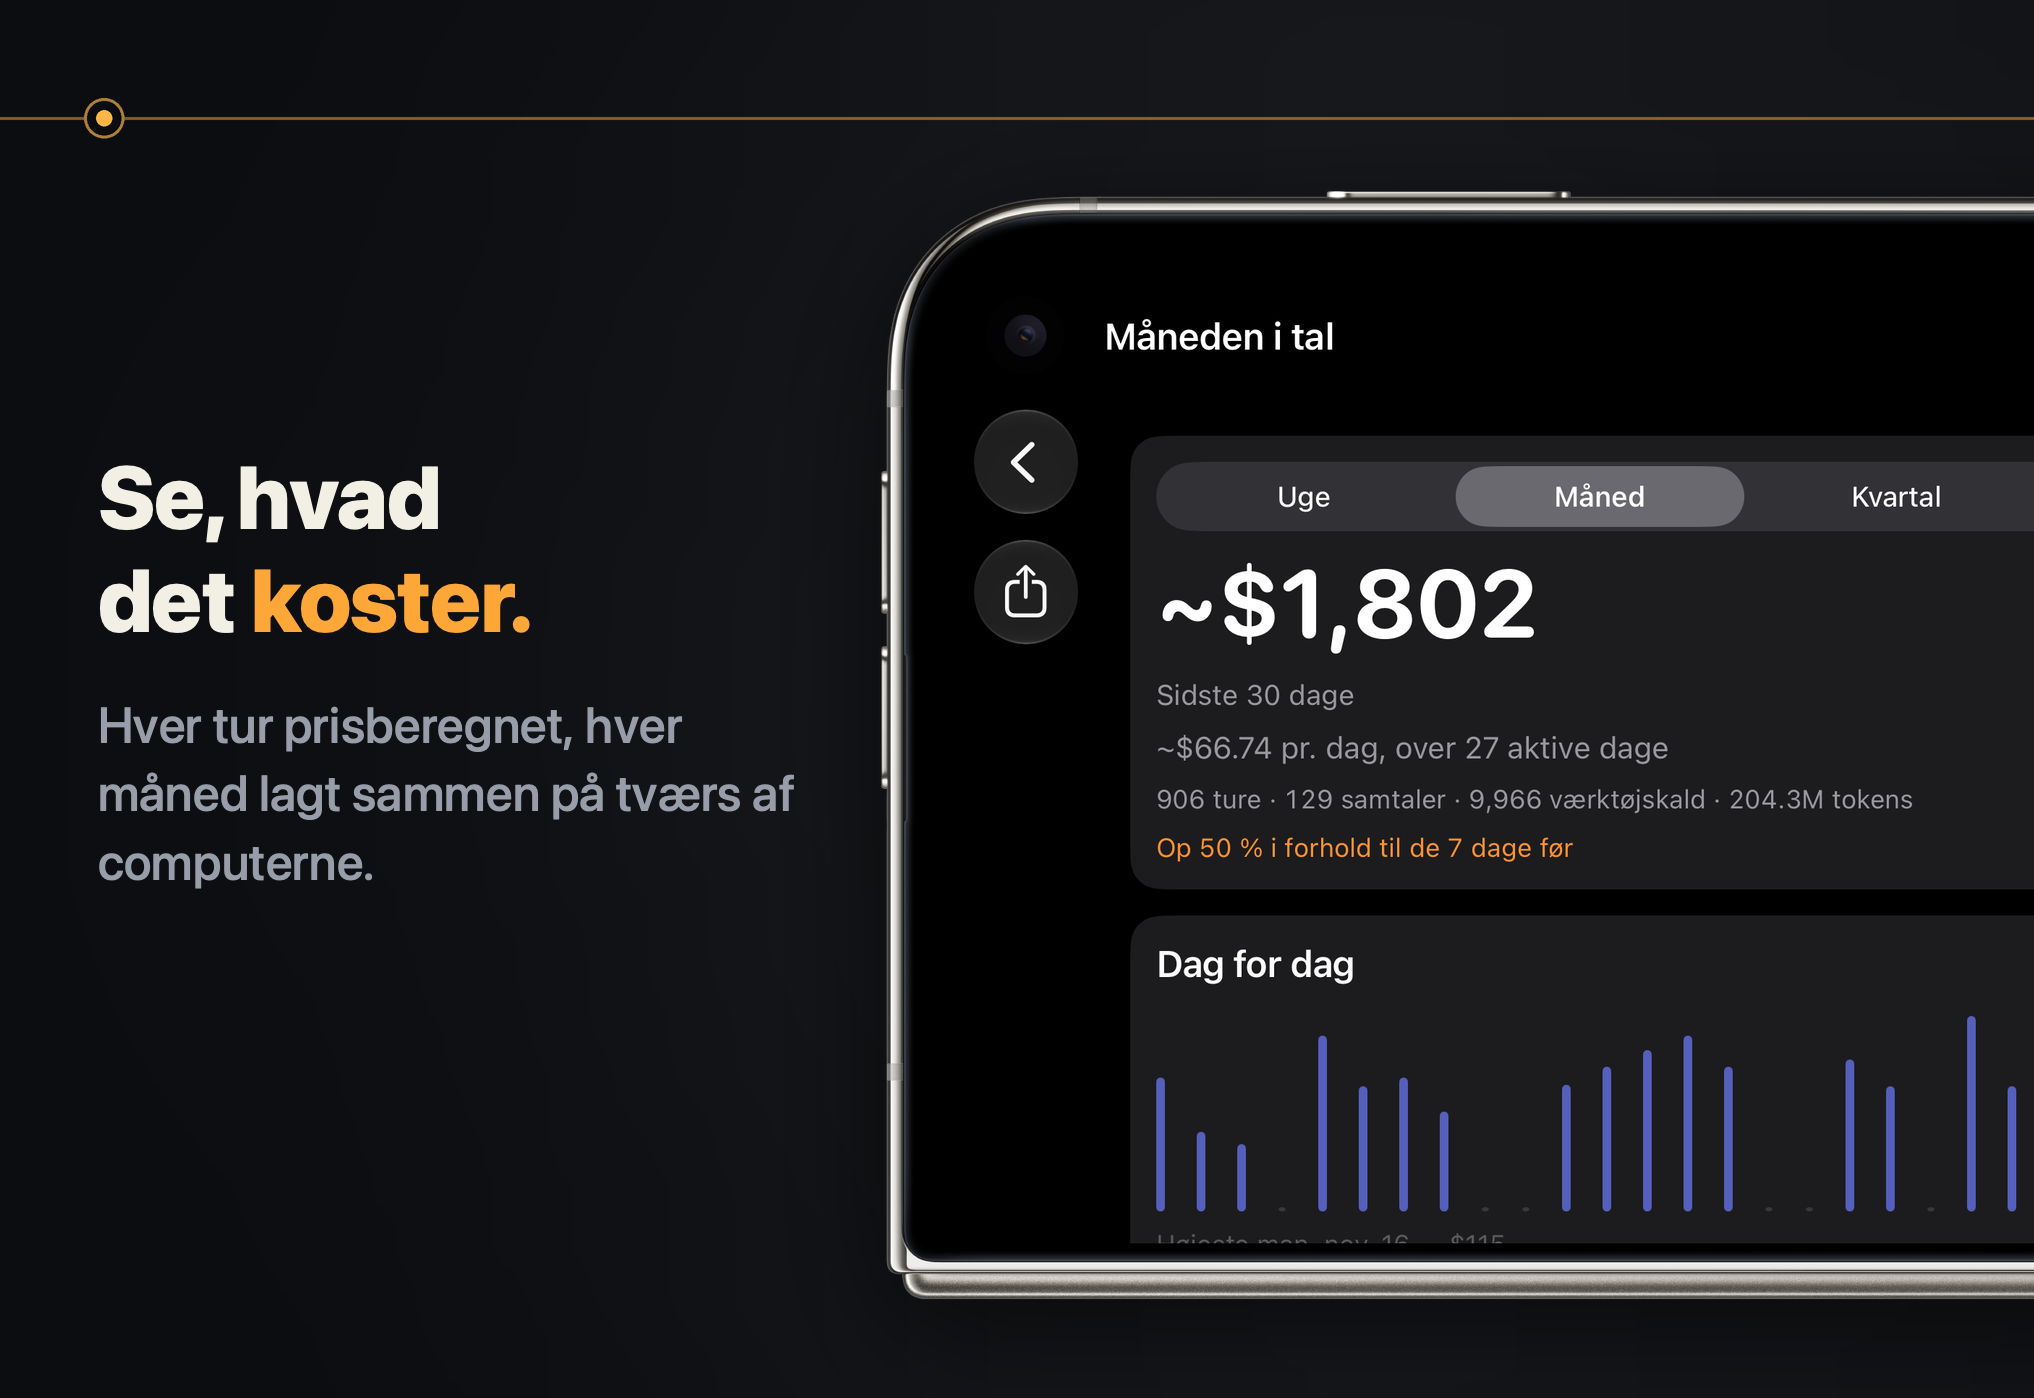 Se, hvad
det koster.
Hver tur prisberegnet, hver
måned lagt sammen på tværs af
computerne.
Måneden i tal
Uge Måned Kvartal
~$1,802
Sidste 30 dage
~$66.74 pr. dag, over 27 aktive dage
906 ture · 129 samtaler · 9,966 værktøjskald · 204.3M tokens
Op 50 % i forhold til de 7 dage før
Dag for dag